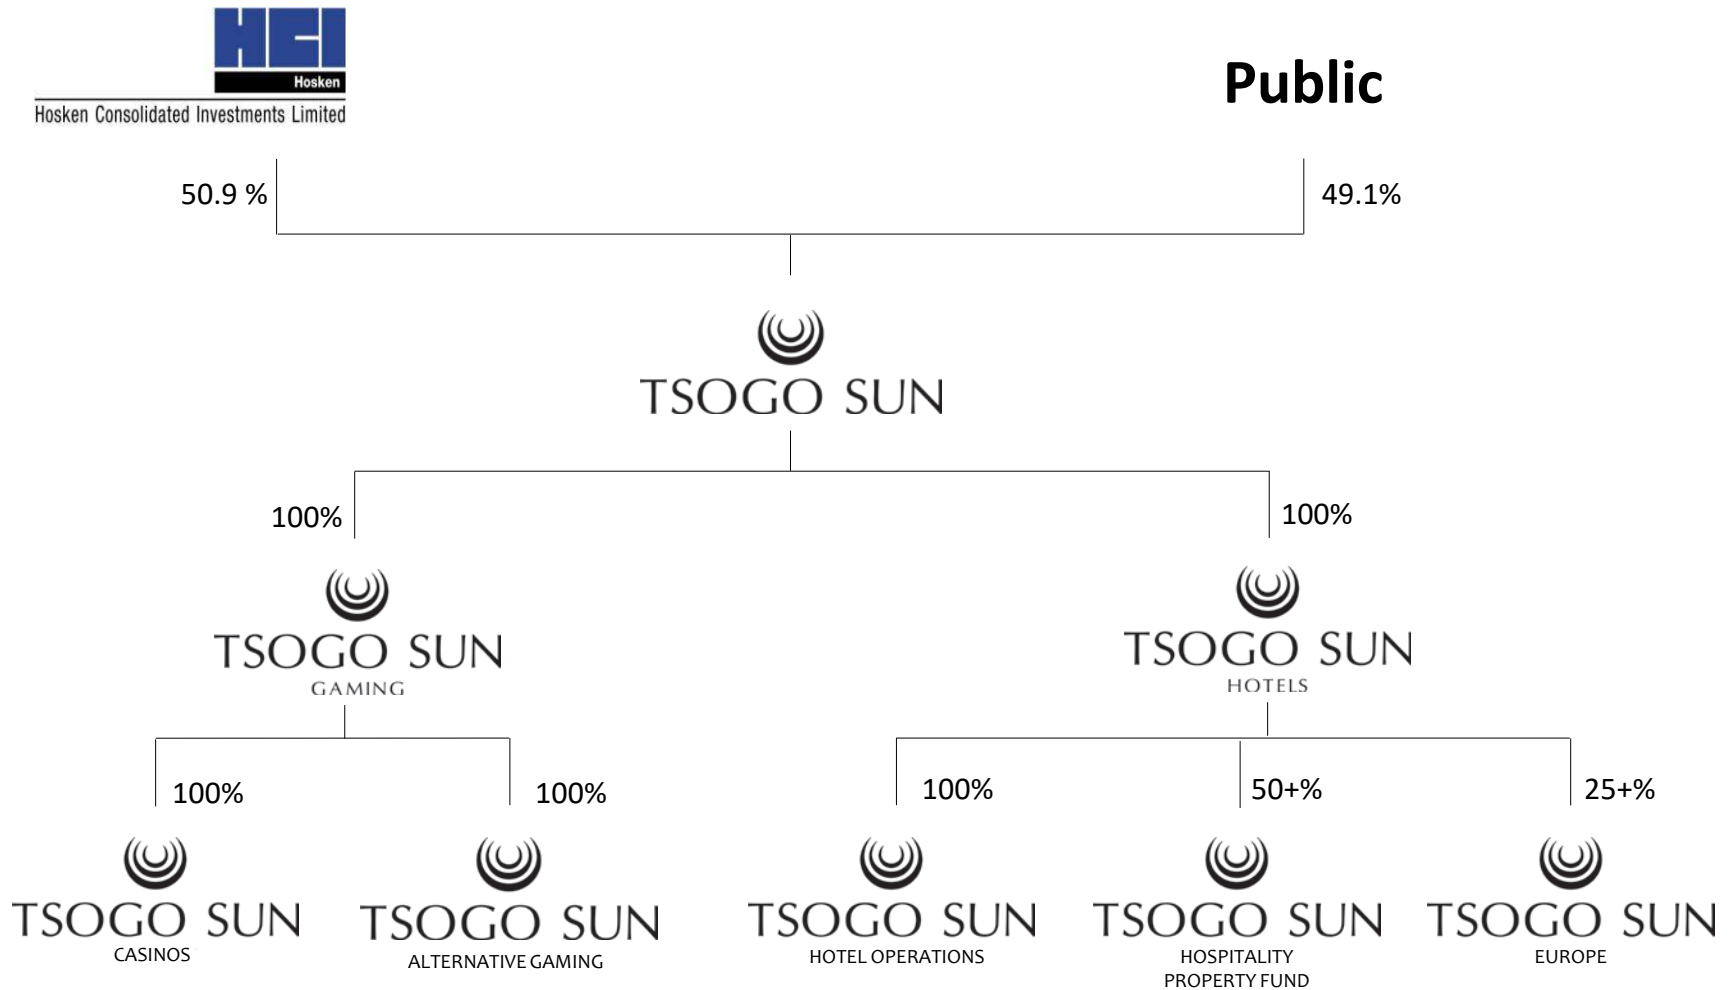 HCI
Hosken
Hosken Consolidated Investments Limited
Public
50.9 %
49.1%
TSOGO SUN
100%
100%
TSOGO SUN
GAMING
TSOGO SUN
HOTELS
100%
100%
100%
50+%
25+%
TSOGO SUN
CASINOS
TSOGO SUN
ALTERNATIVE GAMING
TSOGO SUN
HOTEL OPERATIONS
TSOGO SUN
HOSPITALITY
PROPERTY FUND
TSOGO SUN
EUROPE